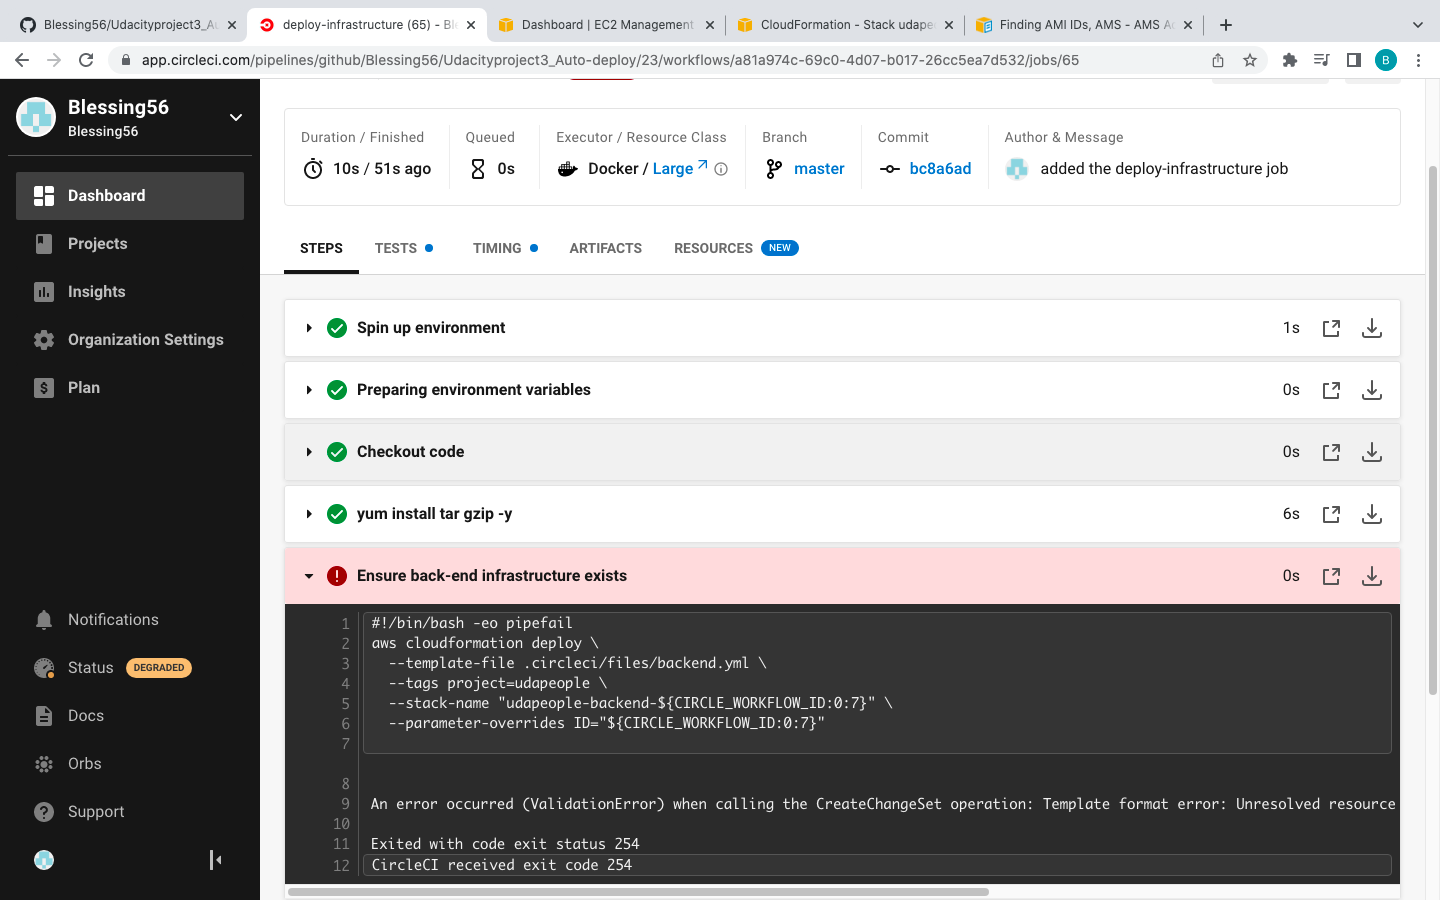 Blessing56/Udacityproject3_Au
deploy-infrastructure (65) - Ble
Dashboard | EC2 Management
CloudFormation - Stack udape
Finding AMI IDs, AMS - AMS A
app.circleci.com/pipelines/github/Blessing56/Udacityproject3_Auto-deploy/23/workflows/a81a974c-69c0-4d07-b017-26cc5ea7d532/jobs/65
B
Blessing56
Blessing56
Dashboard
Projects
Insights
Organization Settings
Plan
Notifications
Status DEGRADED
Docs
Orbs
Support
Duration / Finished
10s / 51s ago
Queued
0s
Executor / Resource Class
Docker / Large
Branch
master
Commit
bc8a6ad
Author & Message
added the deploy-infrastructure job
STEPS TESTS TIMING ARTIFACTS RESOURCES NEW
Spin up environment 1s
Preparing environment variables 0s
Checkout code 0s
yum install tar gzip -y 6s
Ensure back-end infrastructure exists 0s
1 #!/bin/bash -eo pipefail
2 aws cloudformation deploy \
3 --template-file .circleci/files/backend.yml \
4 --tags project=udapeople \
5 --stack-name "udapeople-backend-${CIRCLE_WORKFLOW_ID:0:7}" \
6 --parameter-overrides ID="${CIRCLE_WORKFLOW_ID:0:7}"
7
8
9 An error occurred (ValidationError) when calling the CreateChangeSet operation: Template format error: Unresolved resource
10
11 Exited with code exit status 254
12 CircleCI received exit code 254